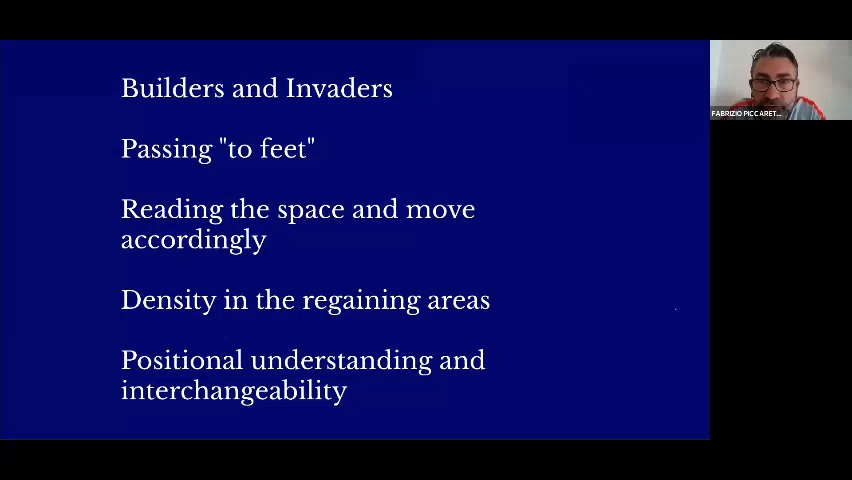 Builders and Invaders
Passing "to feet"
Reading the space and move
accordingly
Density in the regaining areas
Positional understanding and
interchangeability
FABRIZIO PICCARET...